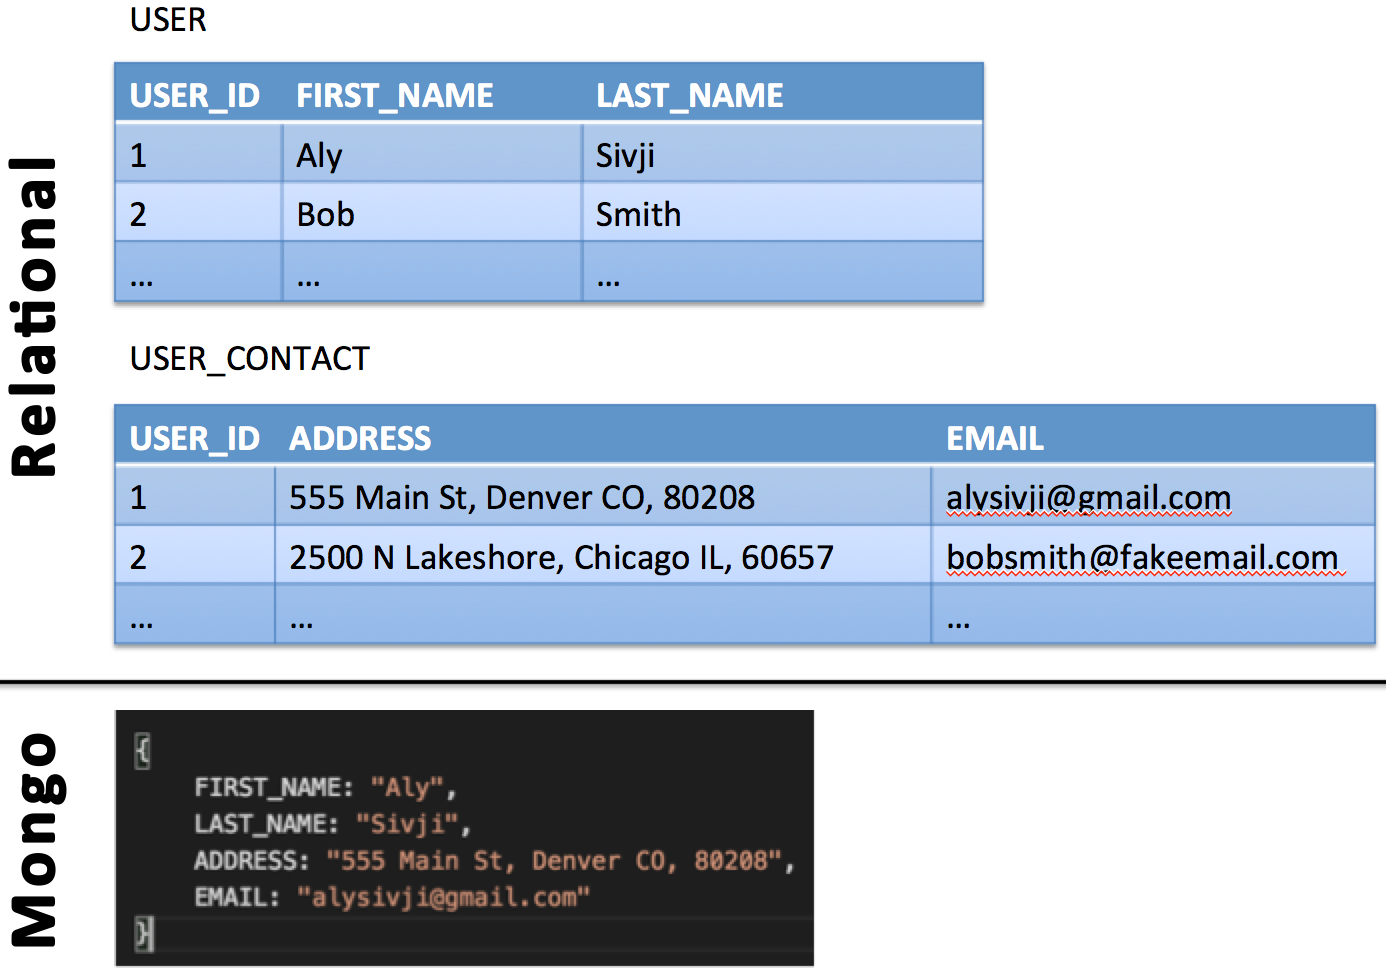 Relational
USER
USER_ID FIRST_NAME LAST_NAME
1 Aly Sivji
2 Bob Smith
... ... ...
USER_CONTACT
USER_ID ADDRESS EMAIL
1 555 Main St, Denver CO, 80208 alysivji@gmail.com
2 2500 N Lakeshore, Chicago IL, 60657 bobsmith@fakeemail.com
... ... ...
Mongo
{
FIRST_NAME: "Aly",
LAST_NAME: "Sivji",
ADDRESS: "555 Main St, Denver CO, 80208",
EMAIL: "alysivji@gmail.com"
}